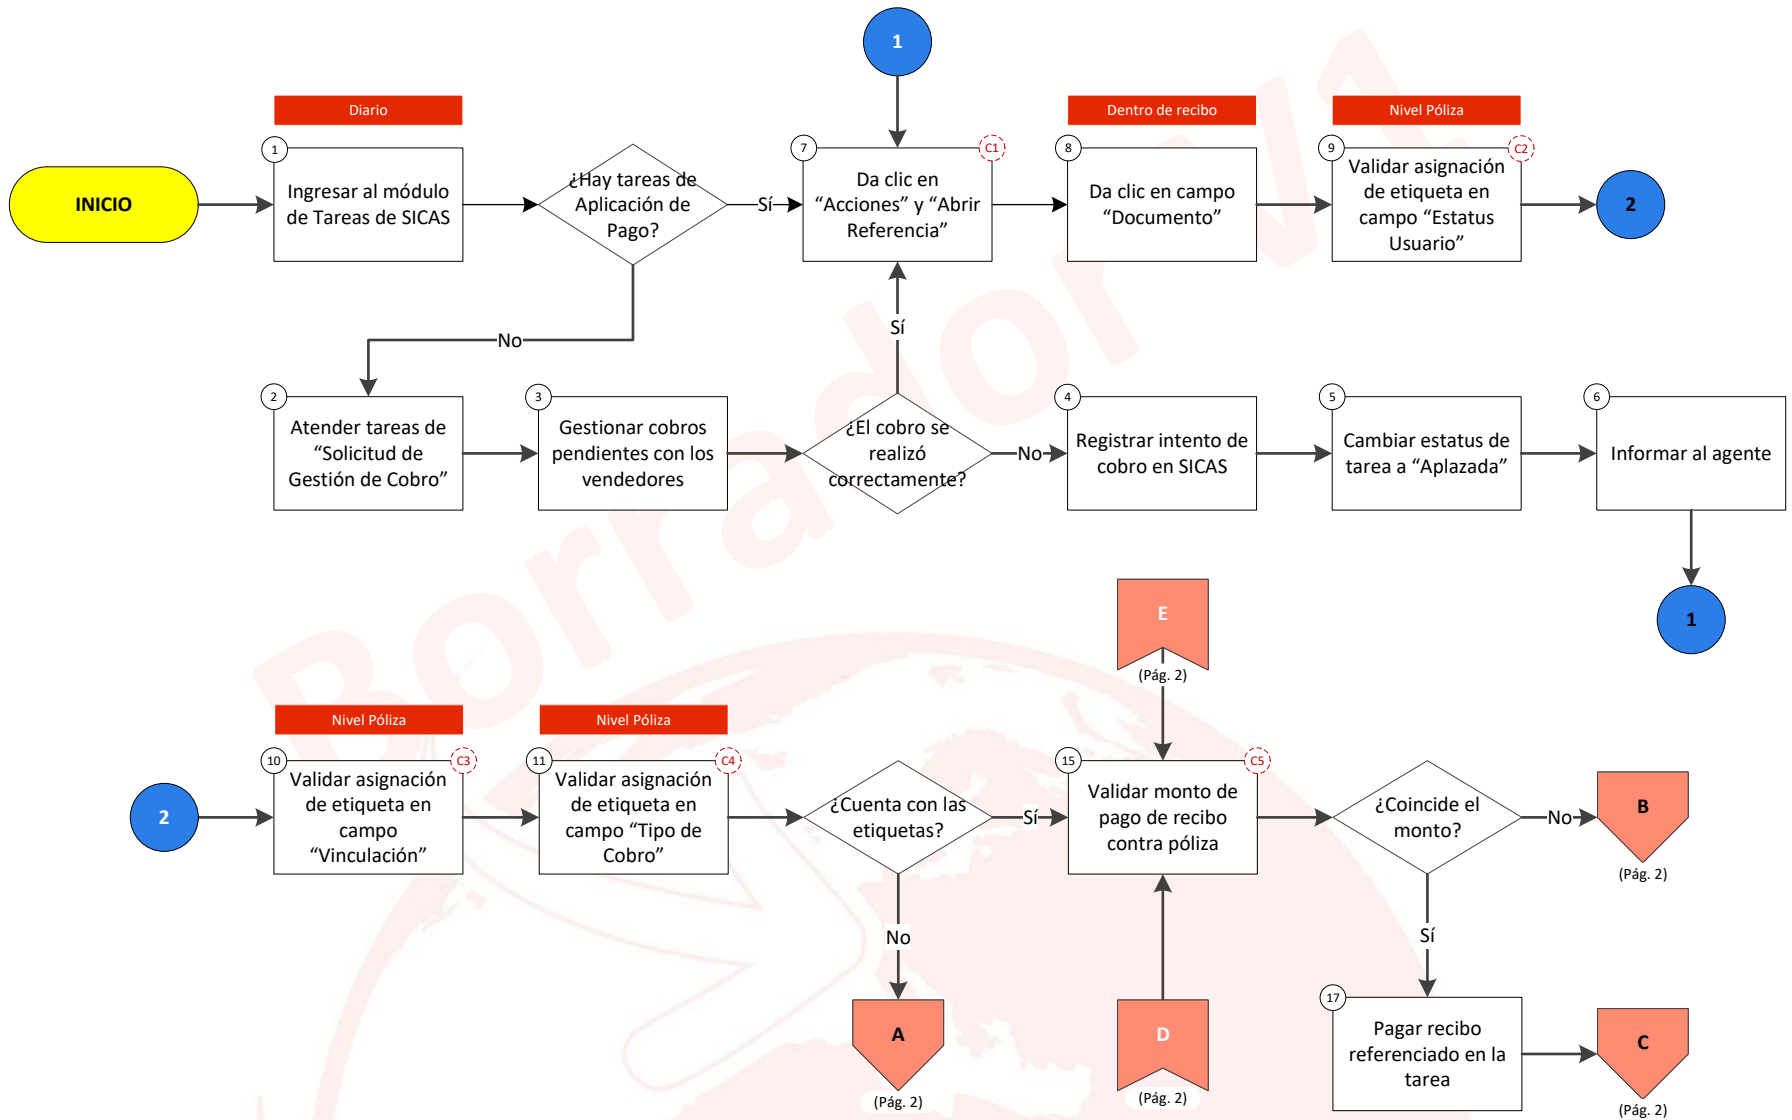 1
Diario
Dentro de recibo
Nivel Póliza
INICIO
1
Ingresar al módulo
de Tareas de SICAS
¿Hay tareas de
Aplicación de
Pago?
Sí
7
C1
Da clic en
“Acciones” y “Abrir
Referencia”
8
Da clic en campo
“Documento”
9
C2
Validar asignación
de etiqueta en
campo “Estatus
Usuario”
2
No
Sí
2
Atender tareas de
“Solicitud de
Gestión de Cobro”
3
Gestionar cobros
pendientes con los
vendedores
¿El cobro se
realizó
correctamente?
No
4
Registrar intento de
cobro en SICAS
5
Cambiar estatus de
tarea a “Aplazada”
6
Informar al agente
1
E
(Pág. 2)
Nivel Póliza
Nivel Póliza
2
10
C3
Validar asignación
de etiqueta en
campo
“Vinculación”
11
C4
Validar asignación
de etiqueta en
campo “Tipo de
Cobro”
¿Cuenta con las
etiquetas?
Sí
15
C5
Validar monto de
pago de recibo
contra póliza
¿Coincide el
monto?
No
B
(Pág. 2)
No
Sí
A
(Pág. 2)
D
(Pág. 2)
17
Pagar recibo
referenciado en la
tarea
C
(Pág. 2)
Borrador V1